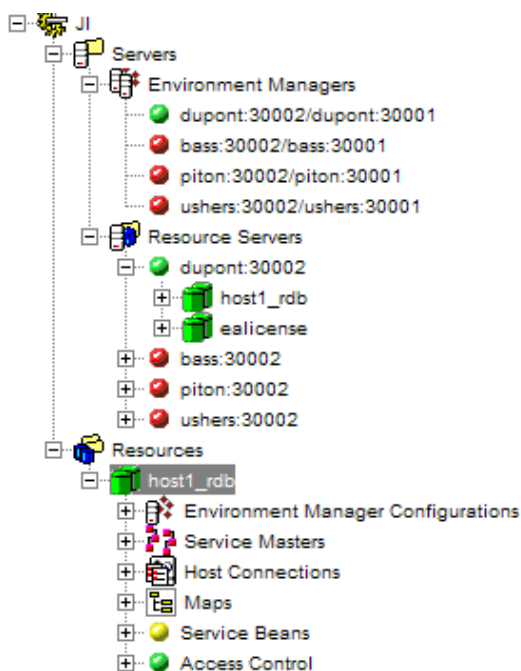 JI
Servers
Environment Managers
dupont:30002/dupont:30001
bass:30002/bass:30001
piton:30002/piton:30001
ushers:30002/ushers:30001
Resource Servers
dupont:30002
host1_rdb
ealicense
bass:30002
piton:30002
ushers:30002
Resources
host1_rdb
Environment Manager Configurations
Service Masters
Host Connections
Maps
Service Beans
Access Control